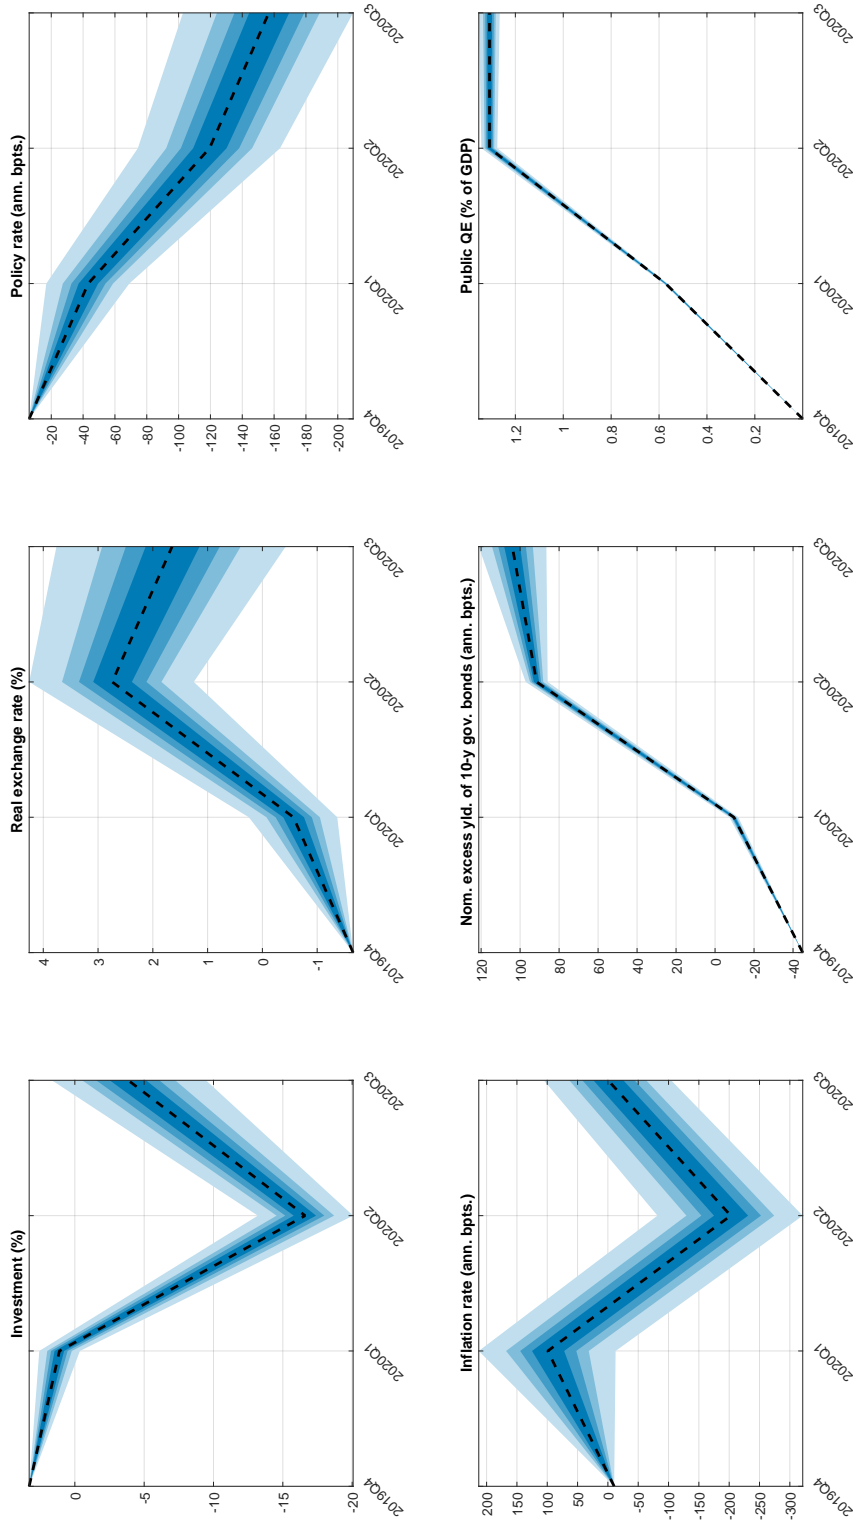 Investment (%)
0
-5
-10
-15
-20
2019Q4
2020Q1
2020Q2
2020Q3
Real exchange rate (%)
4
3
2
1
0
-1
2019Q4
2020Q1
2020Q2
2020Q3
Policy rate (ann. bpts.)
-20
-40
-60
-80
-100
-120
-140
-160
-180
-200
2019Q4
2020Q1
2020Q2
2020Q3
Inflation rate (ann. bpts.)
200
150
100
50
0
-50
-100
-150
-200
-250
-300
2019Q4
2020Q1
2020Q2
2020Q3
Nom. excess yld. of 10-y gov. bonds (ann. bpts.)
120
100
80
60
40
20
0
-20
-40
2019Q4
2020Q1
2020Q2
2020Q3
Public QE (% of GDP)
1.2
1
0.8
0.6
0.4
0.2
2019Q4
2020Q1
2020Q2
2020Q3